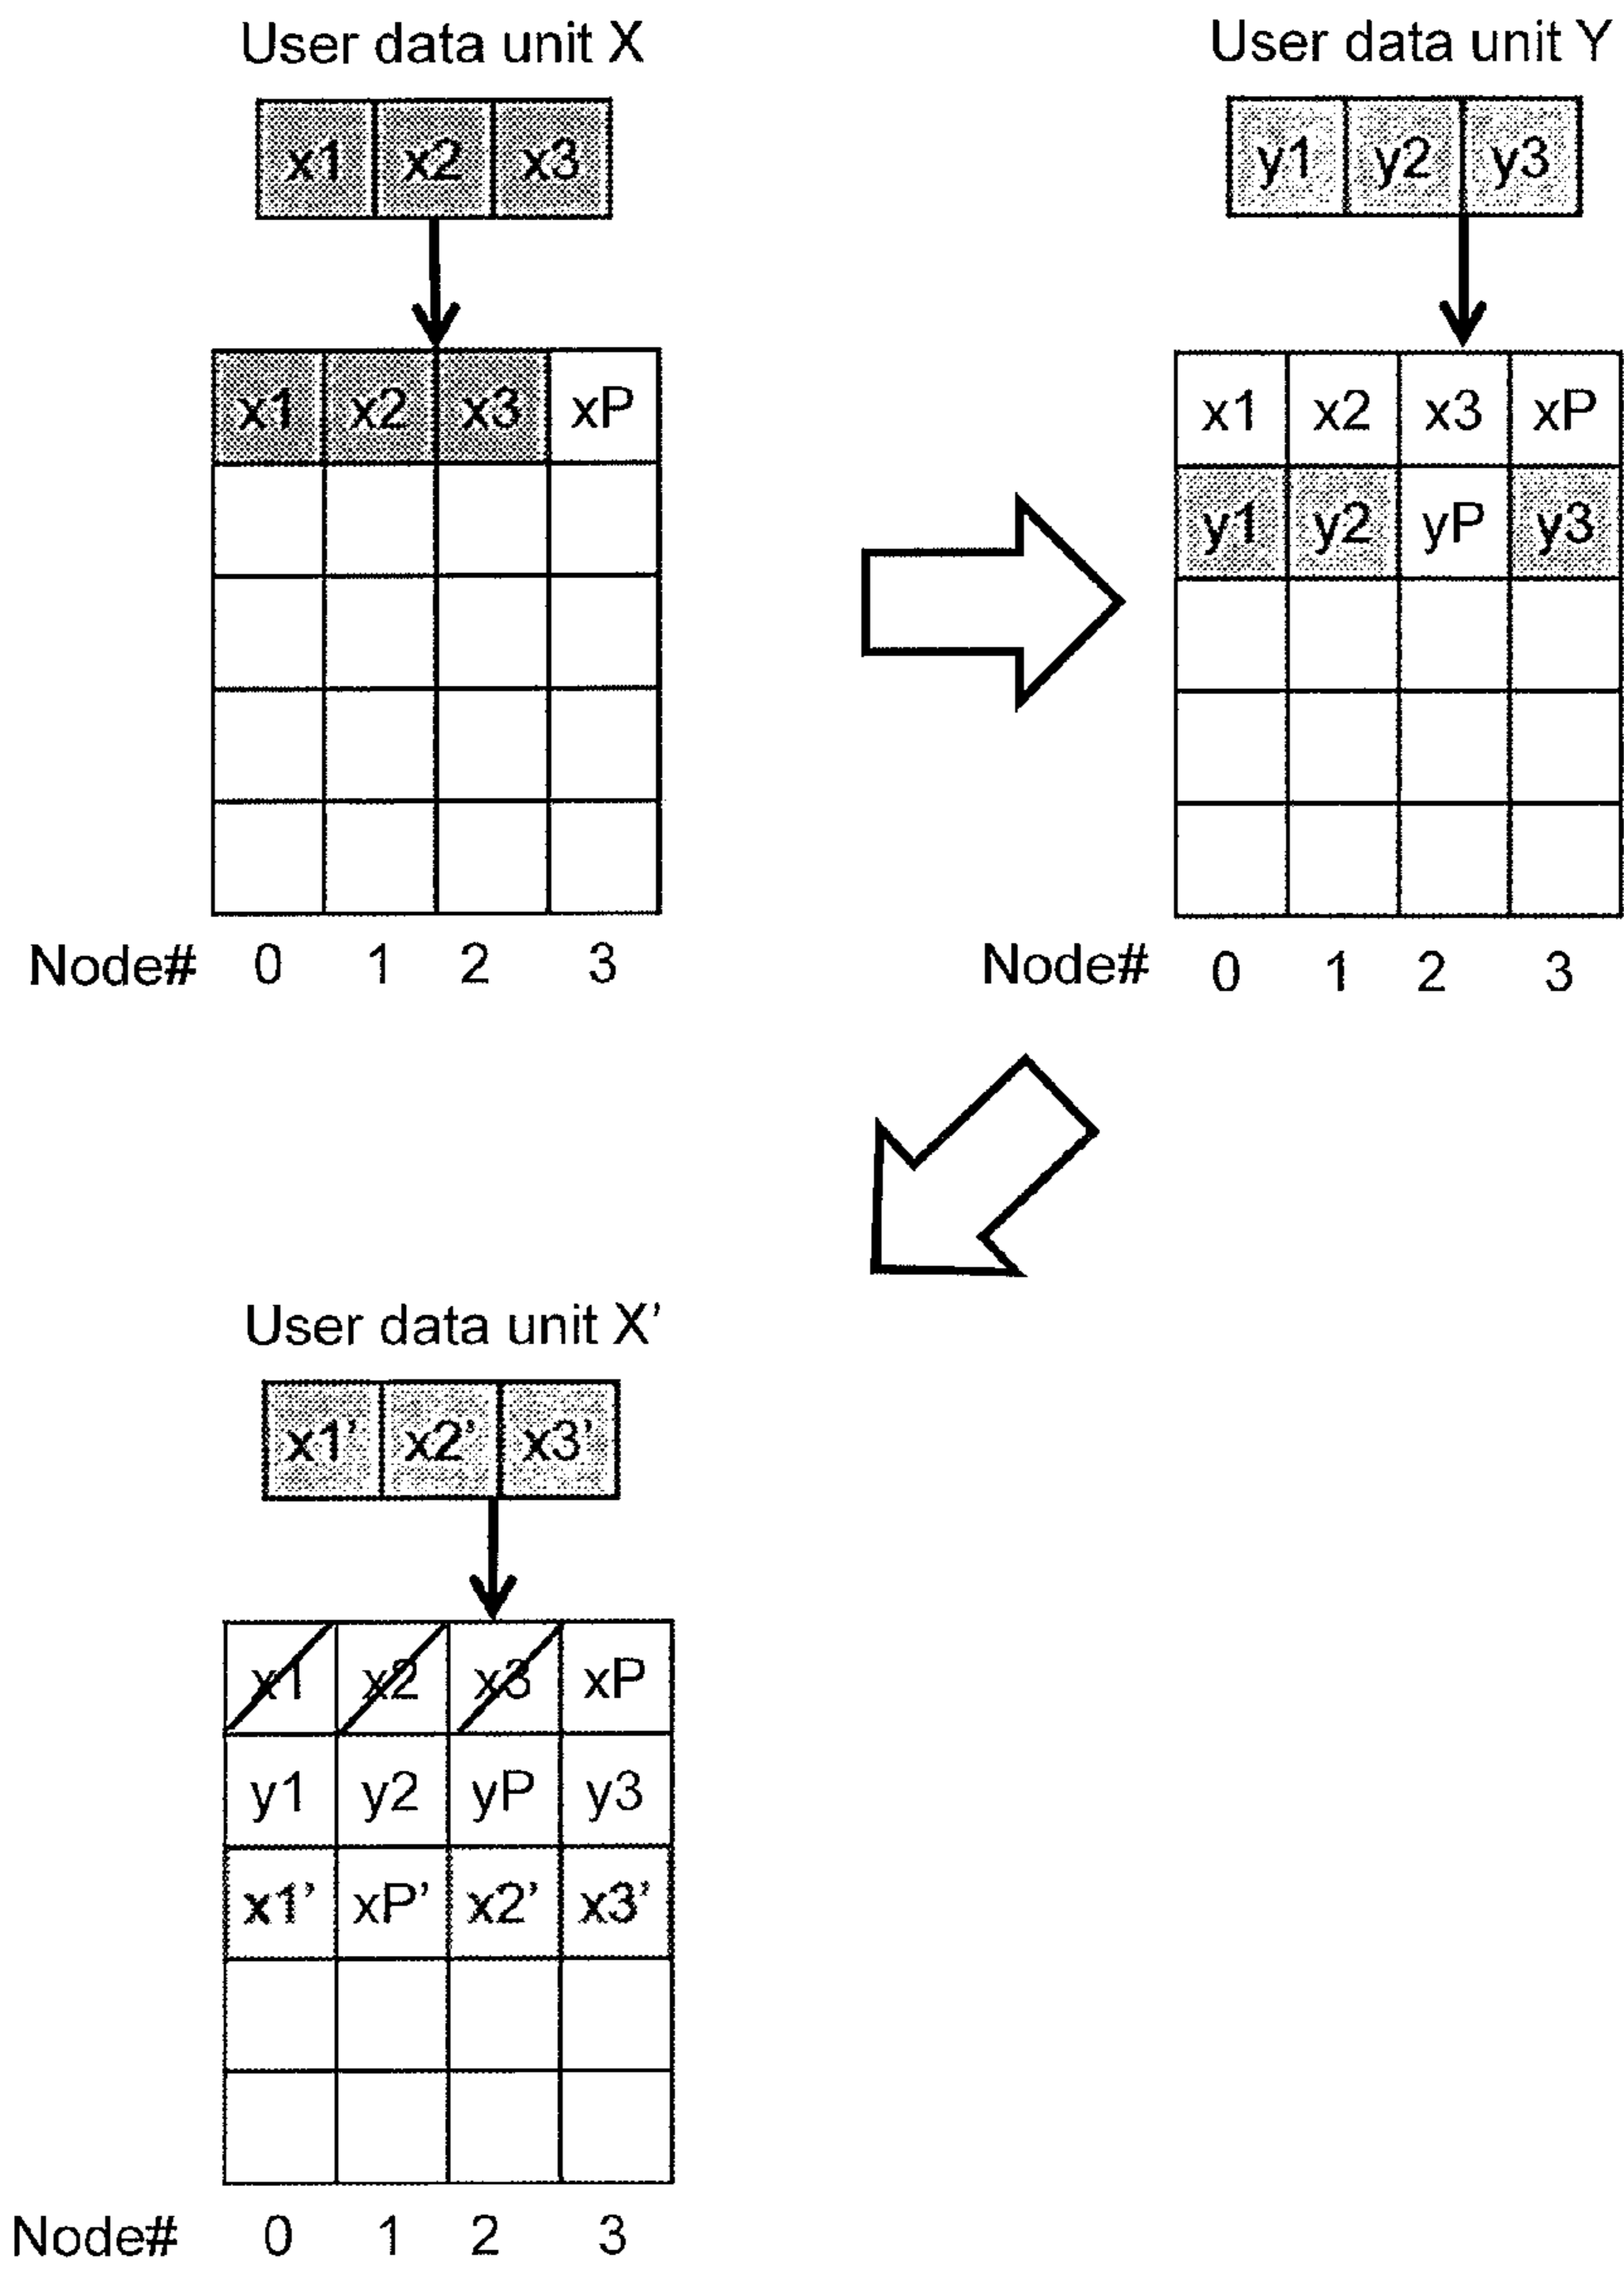 User data unit X
x1 x2 x3
x1 x2 x3 xP
Node# 0 1 2 3
User data unit Y
y1 y2 y3
x1 x2 x3 xP
y1 y2 yP y3
Node# 0 1 2 3
User data unit X’
x1’ x2’ x3’
x1 x2 x3 xP
y1 y2 yP y3
x1’ xP’ x2’ x3’
Node# 0 1 2 3